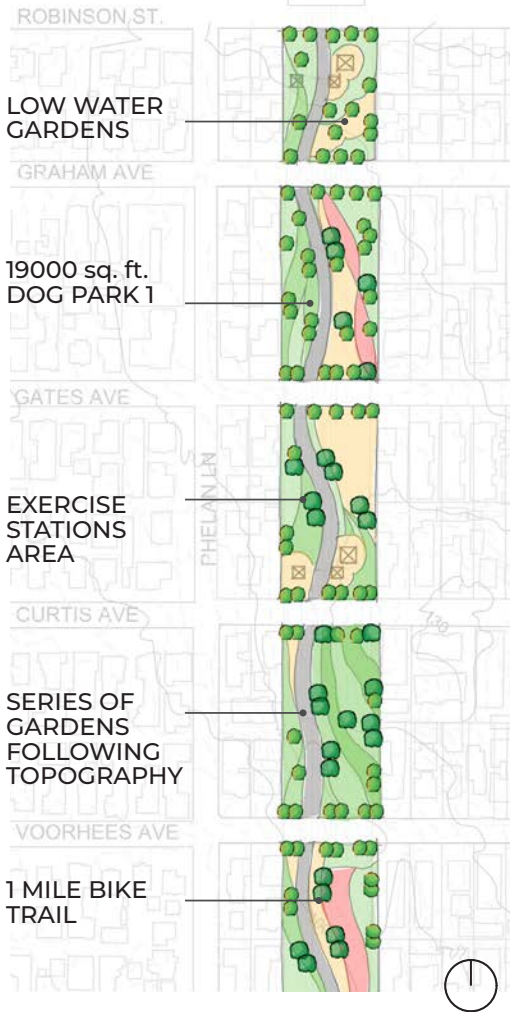 ROBINSON ST.
LOW WATER
GARDENS
GRAHAM AVE
19000 sq. ft.
DOG PARK 1
GATES AVE
EXERCISE
STATIONS
AREA
PHELAN LN
CURTIS AVE
130
SERIES OF
GARDENS
FOLLOWING
TOPOGRAPHY
VOORHEES AVE
1 MILE BIKE
TRAIL